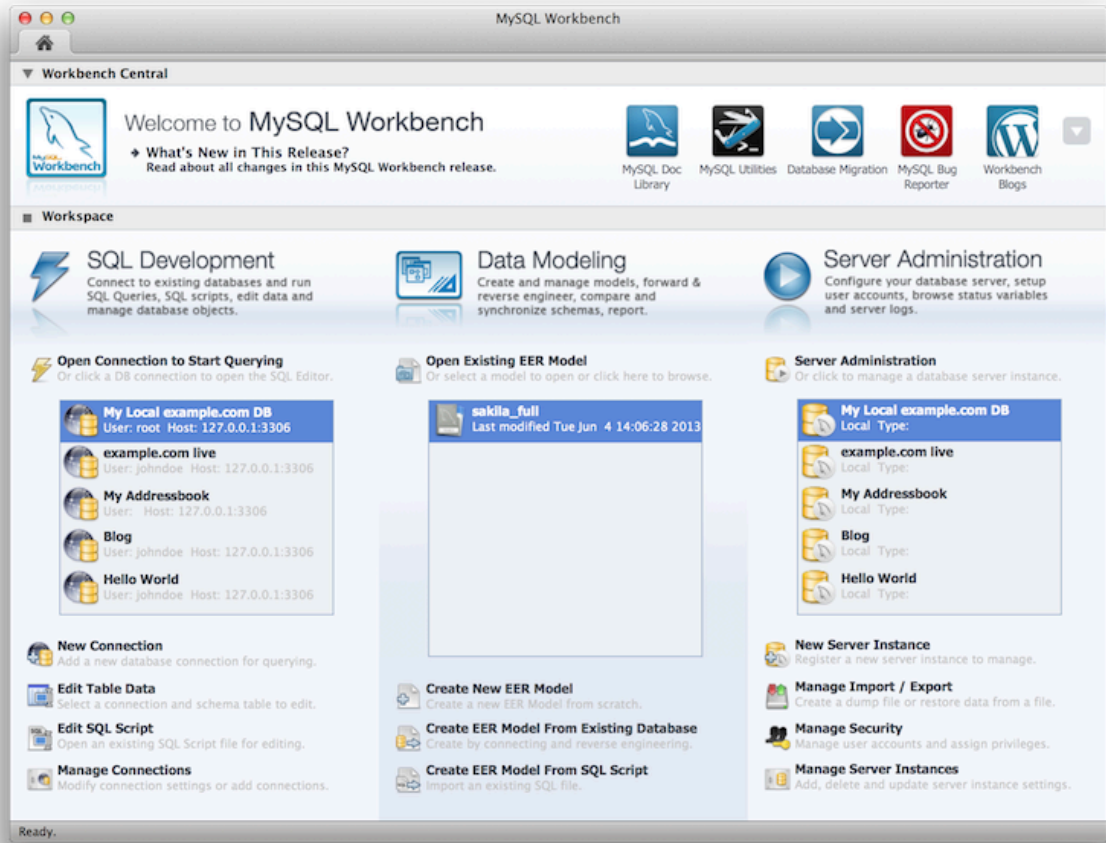 MySQL Workbench
Workbench Central
MySQL
Workbench
Welcome to MySQL Workbench
What's New in This Release?
Read about all changes in this MySQL Workbench release.
MySQL Doc
Library
MySQL Utilities
Database Migration
MySQL Bug
Reporter
Workbench
Blogs
Workspace
SQL Development
Connect to existing databases and run
SQL Queries, SQL scripts, edit data and
manage database objects.
Open Connection to Start Querying
Or click a DB connection to open the SQL Editor.
My Local example.com DB
User: root Host: 127.0.0.1:3306
example.com live
User: johndoe Host: 127.0.0.1:3306
My Addressbook
User: Host: 127.0.0.1:3306
Blog
User: johndoe Host: 127.0.0.1:3306
Hello World
User: johndoe Host: 127.0.0.1:3306
New Connection
Add a new database connection for querying.
Edit Table Data
Select a connection and schema table to edit.
Edit SQL Script
Open an existing SQL Script file for editing.
Manage Connections
Modify connection settings or add connections.
Data Modeling
Create and manage models, forward &
reverse engineer, compare and
synchronize schemas, report.
Open Existing EER Model
Or select a model to open or click here to browse.
sakila_full
Last modified Tue Jun 4 14:06:28 2013
Create New EER Model
Create a new EER Model from scratch.
Create EER Model From Existing Database
Create by connecting and reverse engineering.
Create EER Model From SQL Script
Import an existing SQL file.
Server Administration
Configure your database server, setup
user accounts, browse status variables
and server logs.
Server Administration
Or click to manage a database server instance.
My Local example.com DB
Local Type:
example.com live
Local Type:
My Addressbook
Local Type:
Blog
Local Type:
Hello World
Local Type:
New Server Instance
Register a new server instance to manage.
Manage Import / Export
Create a dump file or restore data from a file.
Manage Security
Manage user accounts and assign privileges.
Manage Server Instances
Add, delete and update server instance settings.
Ready.